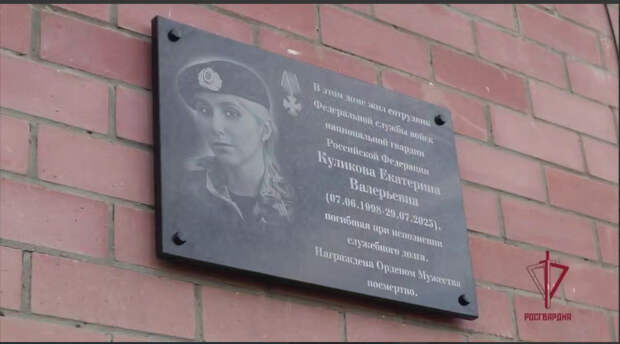 В этом доме жил сотрудник
Федеральной службы войск
национальной гвардии
Российской Федерации
Куликова Екатерина
Валерьевна
(07.06.1998-29.07.2025),
погибшая при исполнении
служебного долга.
Награждена Орденом Мужества
посмертно.
РОСГВАРДИЯ